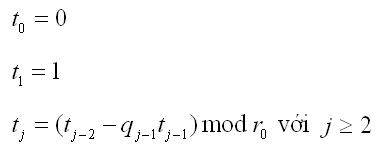 t₀ = 0
t₁ = 1
tⱼ = (tⱼ₋₂ − qⱼ₋₁tⱼ₋₁) mod r₀ với j ≥ 2